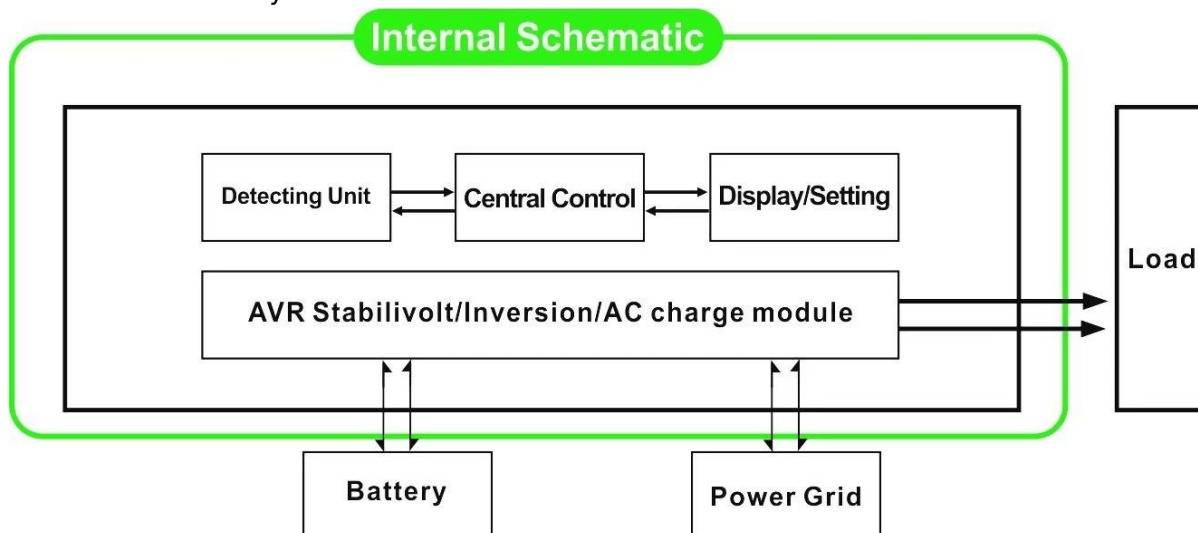 y
Internal Schematic
Detecting Unit
Central Control
Display/Setting
Load
AVR Stabilivolt/Inversion/AC charge module
Battery
Power Grid